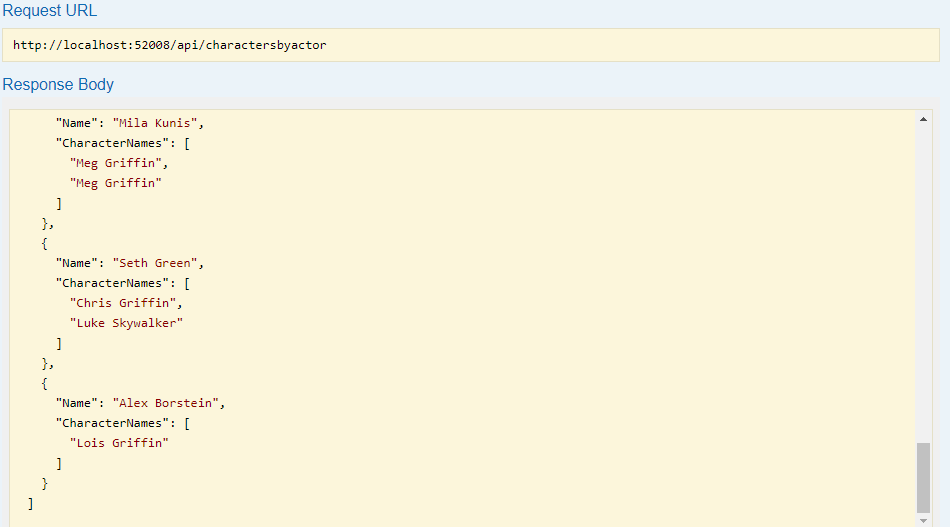 Request URL
http://localhost:52008/api/charactersbyactor
Response Body
"Name": "Mila Kunis",
"CharacterNames": [
"Meg Griffin",
"Meg Griffin"
]
},
{
"Name": "Seth Green",
"CharacterNames": [
"Chris Griffin",
"Luke Skywalker"
]
},
{
"Name": "Alex Borstein",
"CharacterNames": [
"Lois Griffin"
]
}
]